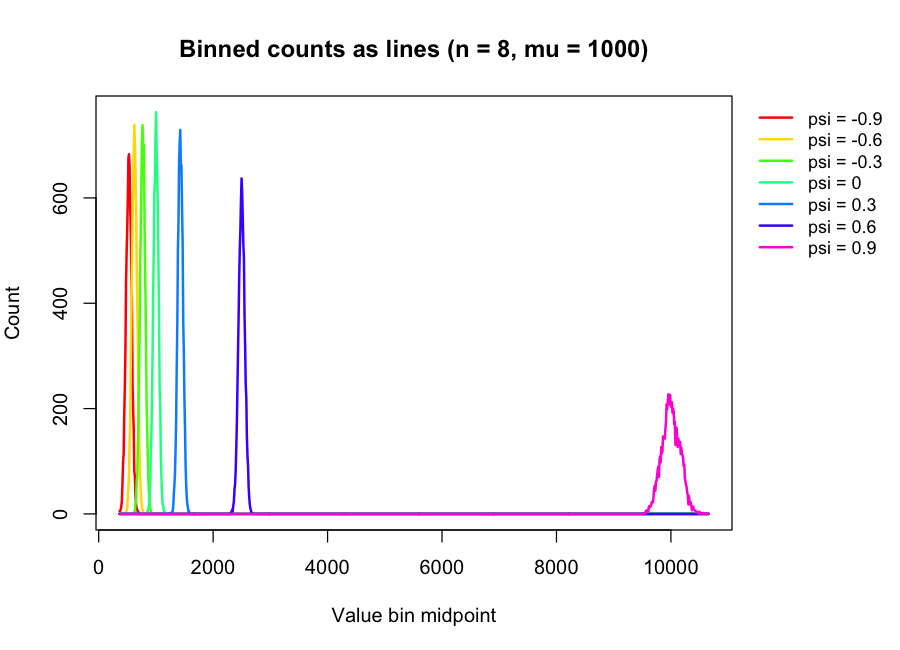 Binned counts as lines (n = 8, mu = 1000)
psi = -0.9
psi = -0.6
psi = -0.3
psi = 0
psi = 0.3
psi = 0.6
psi = 0.9
Count
600
400
200
0
0 2000 4000 6000 8000 10000
Value bin midpoint